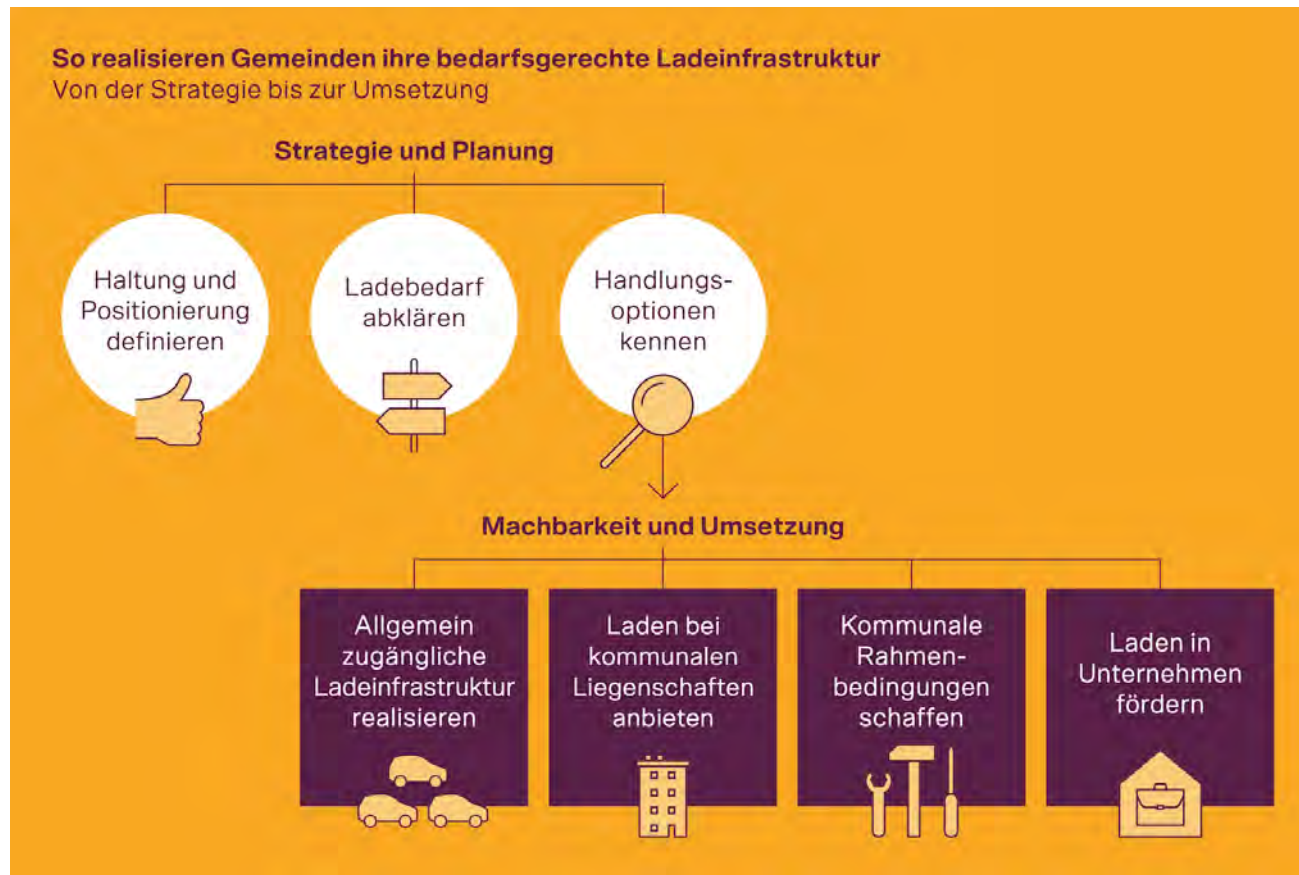 So realisieren Gemeinden ihre bedarfsgerechte Ladeinfrastruktur
Von der Strategie bis zur Umsetzung
Strategie und Planung
Haltung und
Positionierung
definieren
Ladebedarf
abklären
Handlungs-
optionen
kennen
Machbarkeit und Umsetzung
Allgemein
zugängliche
Ladeinfrastruktur
realisieren
Laden bei
kommunalen
Liegenschaften
anbieten
Kommunale
Rahmen-
bedingungen
schaffen
Laden in
Unternehmen
fördern